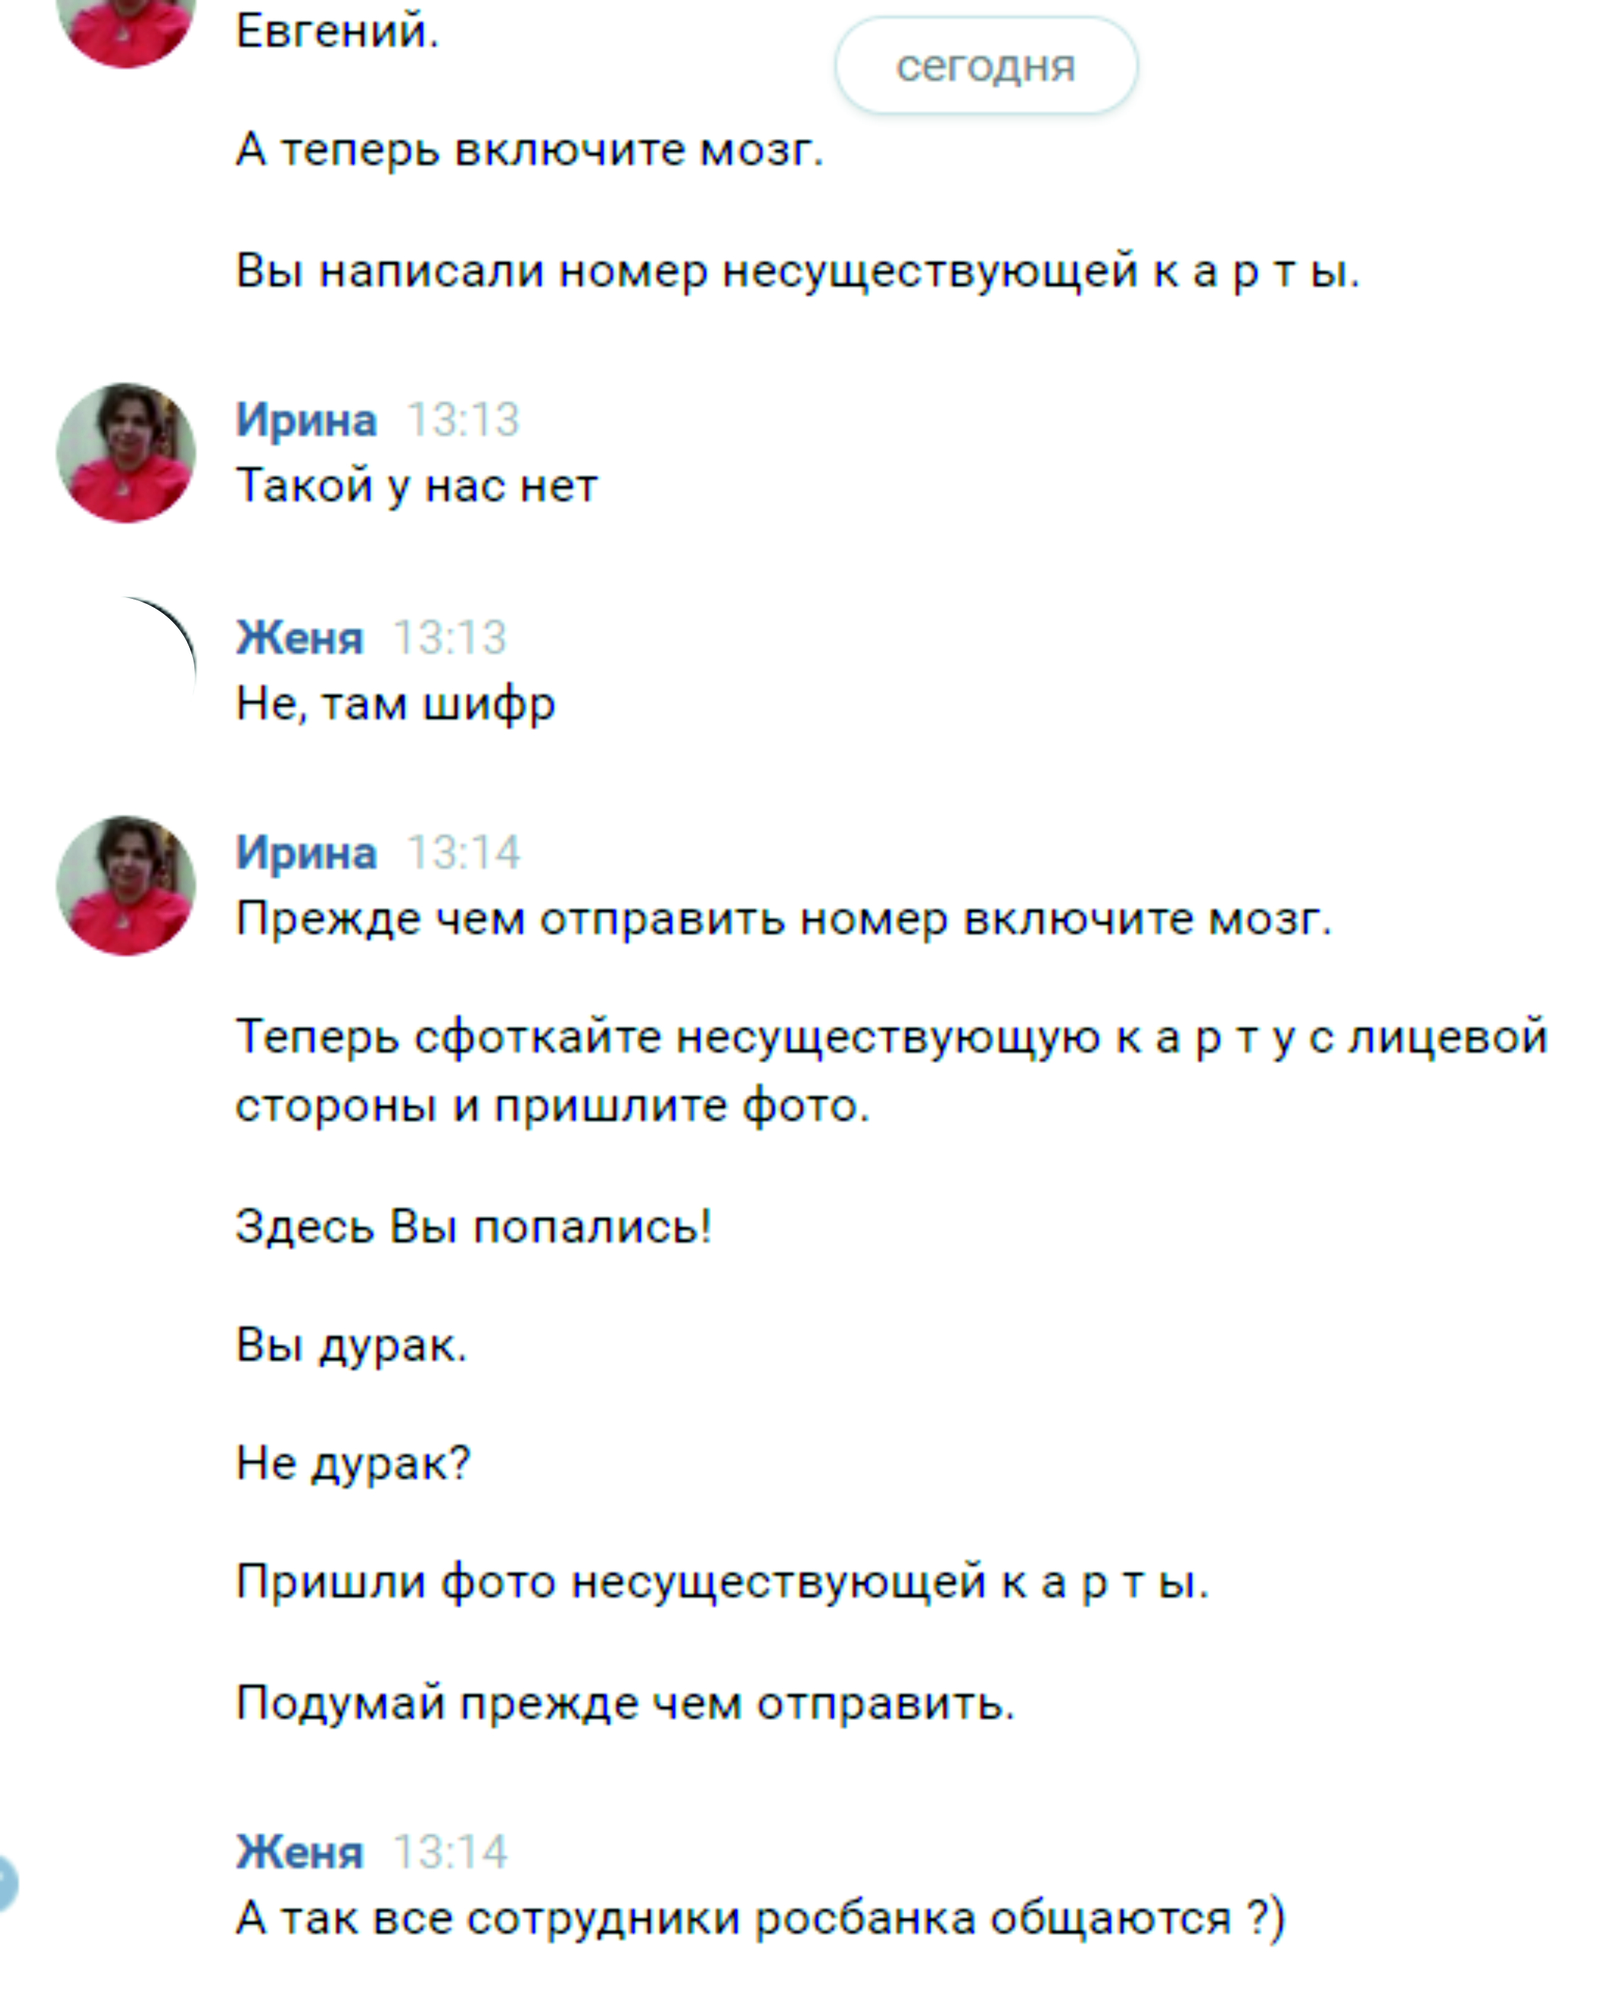 Евгений.
сегодня
А теперь включите мозг.
Вы написали номер несуществующей к а р т ы.
Ирина 13:13
Такой у нас нет
Женя 13:13
Не, там шифр
Ирина 13:14
Прежде чем отправить номер включите мозг.
Теперь сфоткайте несуществующую к а р т у с лицевой
стороны и пришлите фото.
Здесь Вы попались!
Вы дурак.
Не дурак?
Пришли фото несуществующей к а р т ы.
Подумай прежде чем отправить.
Женя 13:14
А так все сотрудники росбанка общаются ?)